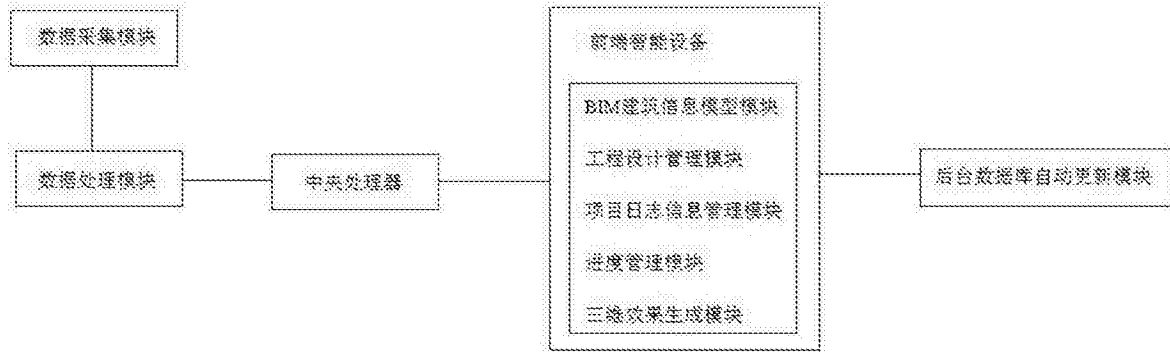 数据采集模块
前端智能设备
BIM建筑信息模型模块
工程设计管理模块
数据处理模块
中央处理器
后台数据库自动更新模块
项目日志信息管理模块
进度管理模块
三维效果生成模块